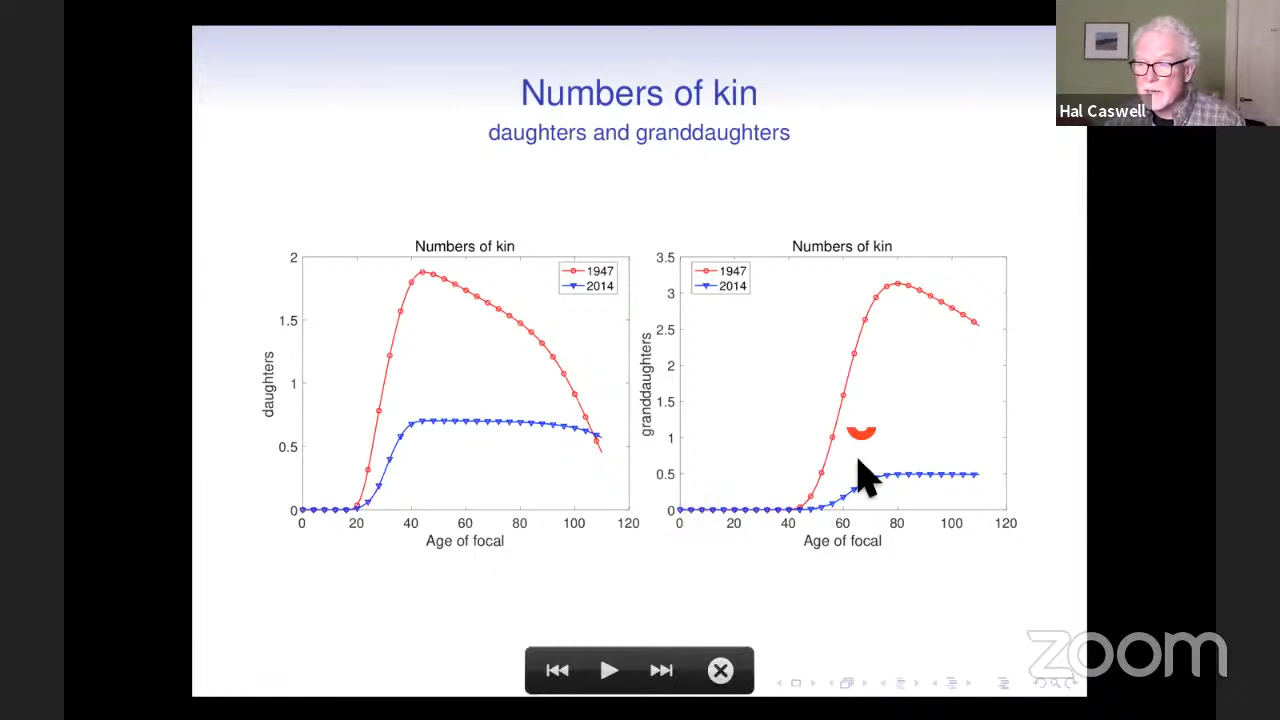 Hal Caswell
Numbers of kin
daughters and granddaughters
Numbers of kin
2
1.5
1
0.5
0
daughters
1947
2014
0 20 40 60 80 100 120
Age of focal
Numbers of kin
3.5
3
2.5
2
1.5
1
0.5
0
granddaughters
1947
2014
0 20 40 60 80 100 120
Age of focal
zoom